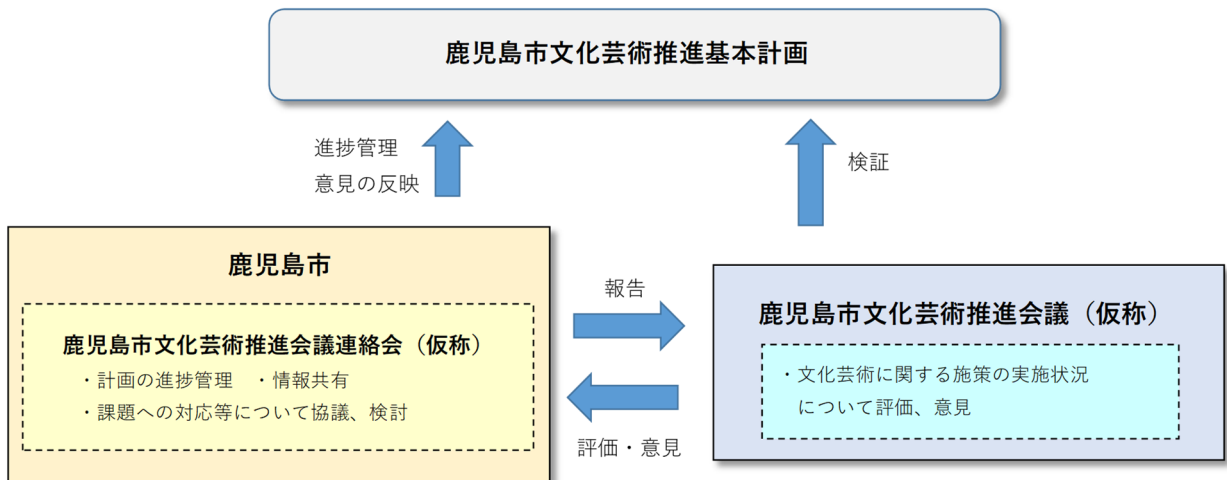 鹿児島市文化芸術推進基本計画
進捗管理
意見の反映
検証
鹿児島市
鹿児島市文化芸術推進会議連絡会（仮称）
・計画の進捗管理　・情報共有
・課題への対応等について協議、検討
報告
評価・意見
鹿児島市文化芸術推進会議（仮称）
・文化芸術に関する施策の実施状況
について評価、意見